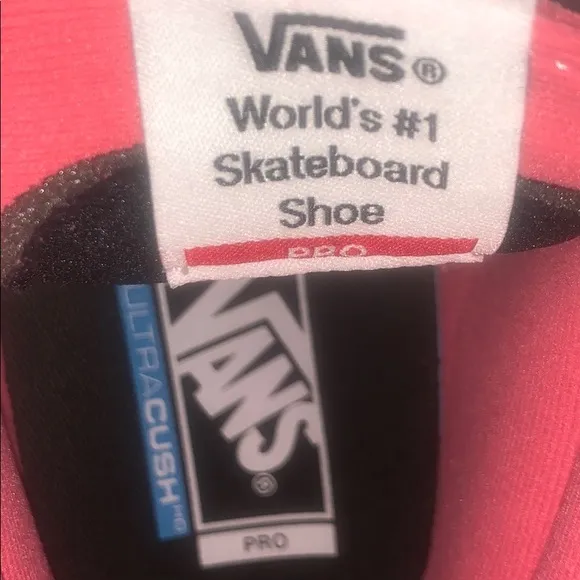 VANS®
World's #1
Skateboard
Shoe
PRO
ULTRACUSH HD
VANS®
PRO